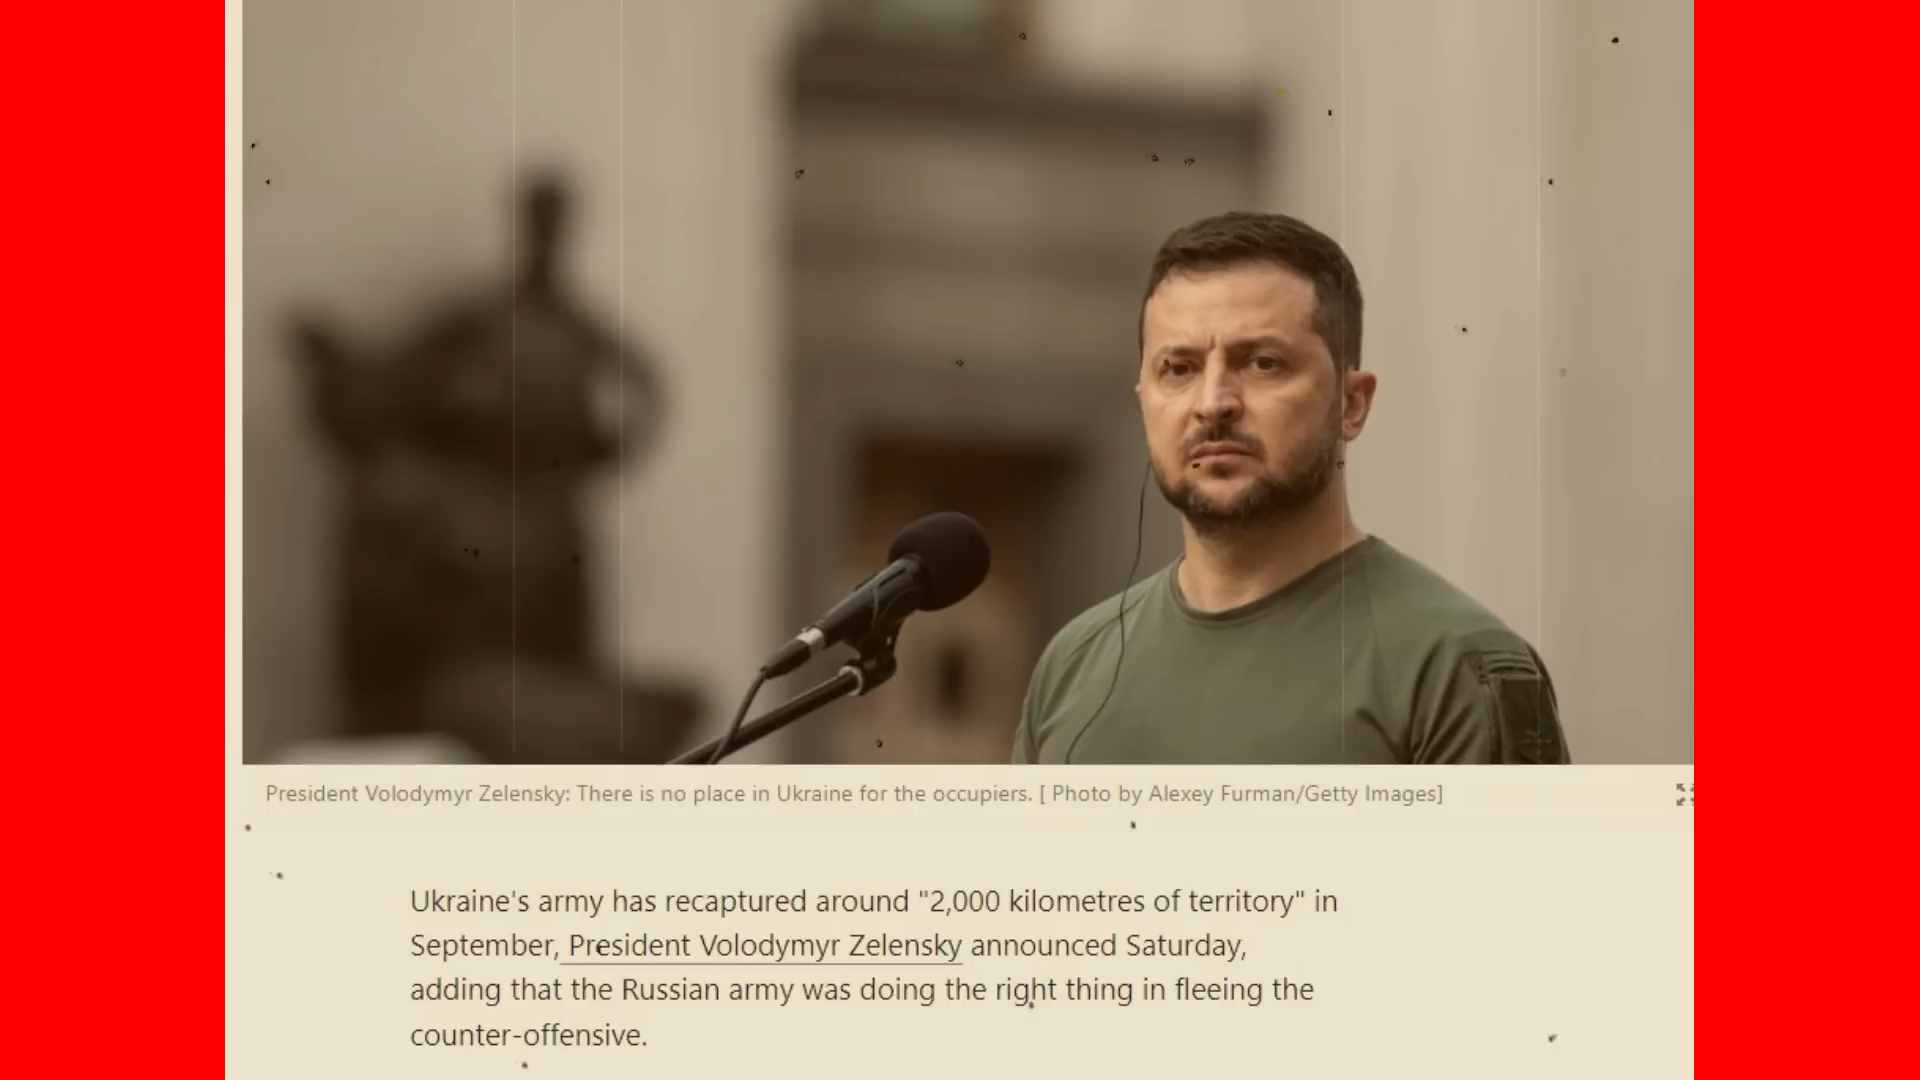 President Volodymyr Zelensky: There is no place in Ukraine for the occupiers. [ Photo by Alexey Furman/Getty Images]
Ukraine's army has recaptured around "2,000 kilometres of territory" in
September, President Volodymyr Zelensky announced Saturday,
adding that the Russian army was doing the right thing in fleeing the
counter-offensive.